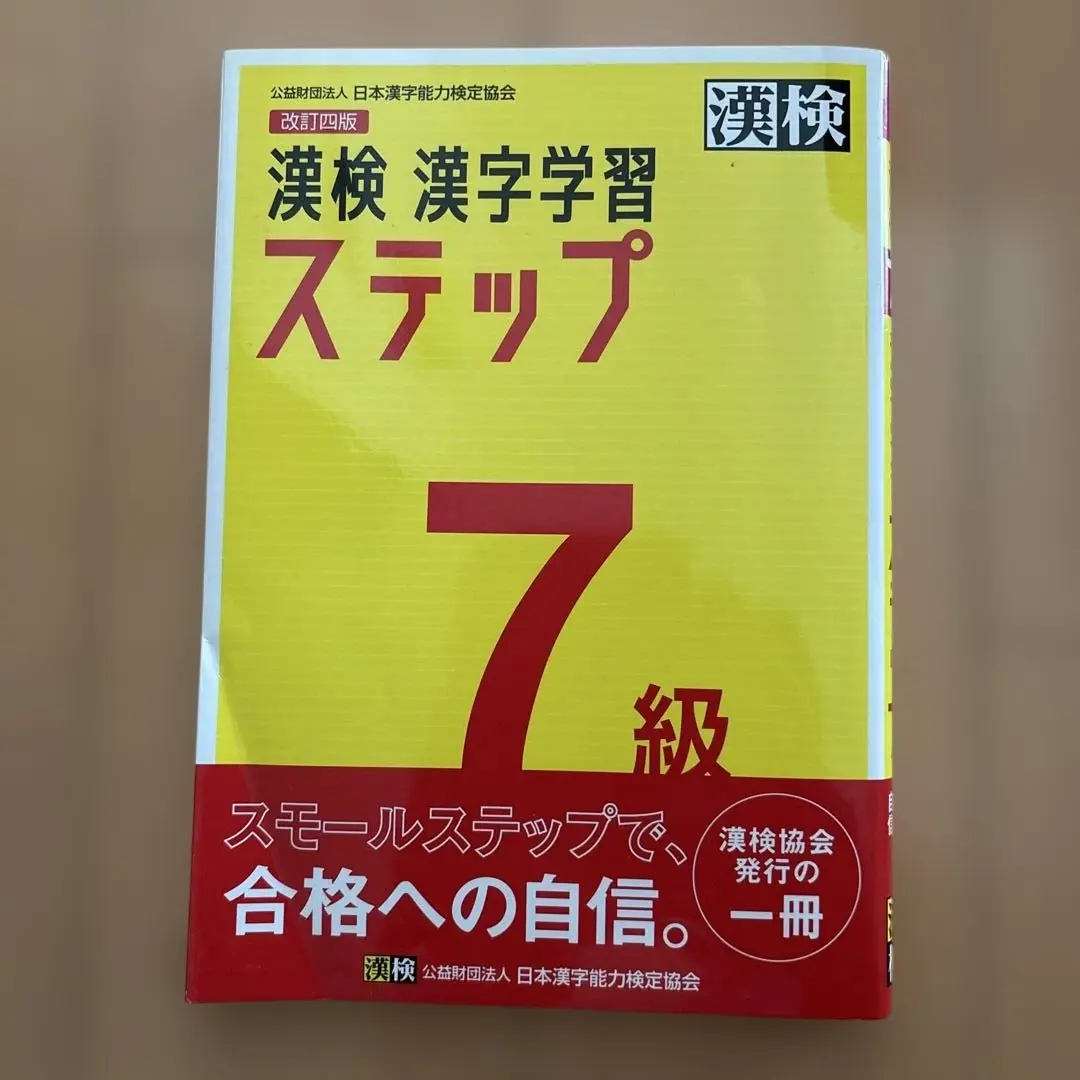 公益財団法人 日本漢字能力検定協会
改訂四版
漢検
漢検 漢字学習
ステップ
7級
スモールステップで、
合格への自信。
漢検協会
発行の
一冊
漢検 公益財団法人 日本漢字能力検定協会